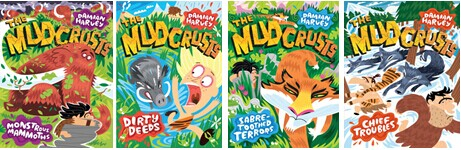 DAMIAN HARVEY
THE MUDCRUSTS
MONSTROUS MAMMOTHS
DAMIAN HARVEY
THE MUDCRUSTS
DIRTY DEEDS
DAMIAN HARVEY
THE MUDCRUSTS
SABRE-TOOTHED TERRORS
DAMIAN HARVEY
THE MUDCRUSTS
CHIEF TROUBLES